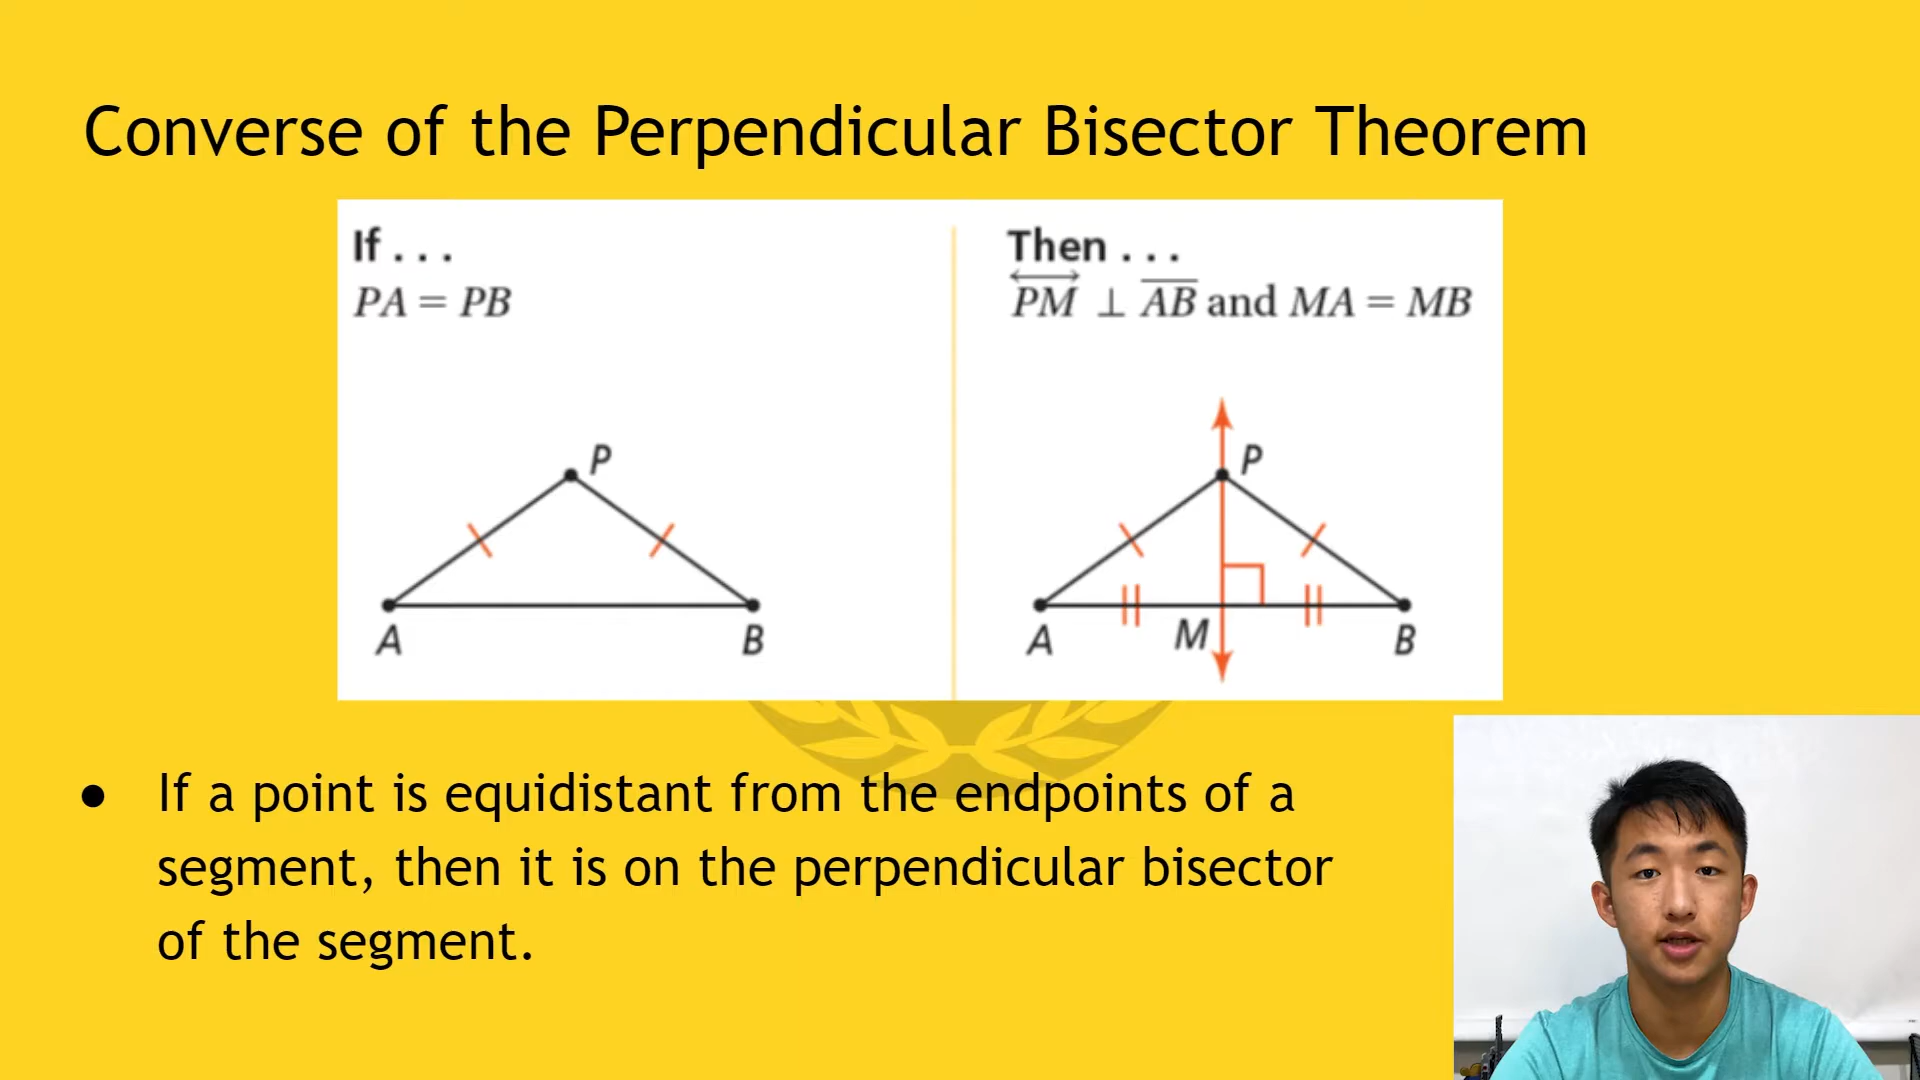 Converse of the Perpendicular Bisector Theorem
If . . .
PA = PB
P
A
B
Then . . .
PM ⊥ AB and MA = MB
P
A
M
B
● If a point is equidistant from the endpoints of a
segment, then it is on the perpendicular bisector
of the segment.